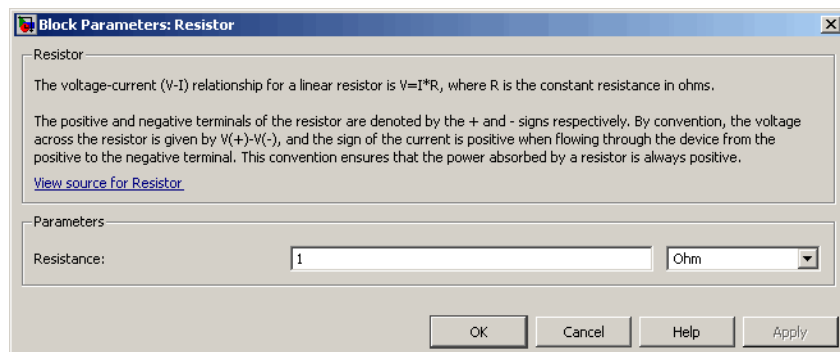 Block Parameters: Resistor
Resistor
The voltage-current (V-I) relationship for a linear resistor is V=I*R, where R is the constant resistance in ohms.
The positive and negative terminals of the resistor are denoted by the + and - signs respectively. By convention, the voltage
across the resistor is given by V(+)-V(-), and the sign of the current is positive when flowing through the device from the
positive to the negative terminal. This convention ensures that the power absorbed by a resistor is always positive.
View source for Resistor
Parameters
Resistance: 1 Ohm
OK Cancel Help Apply